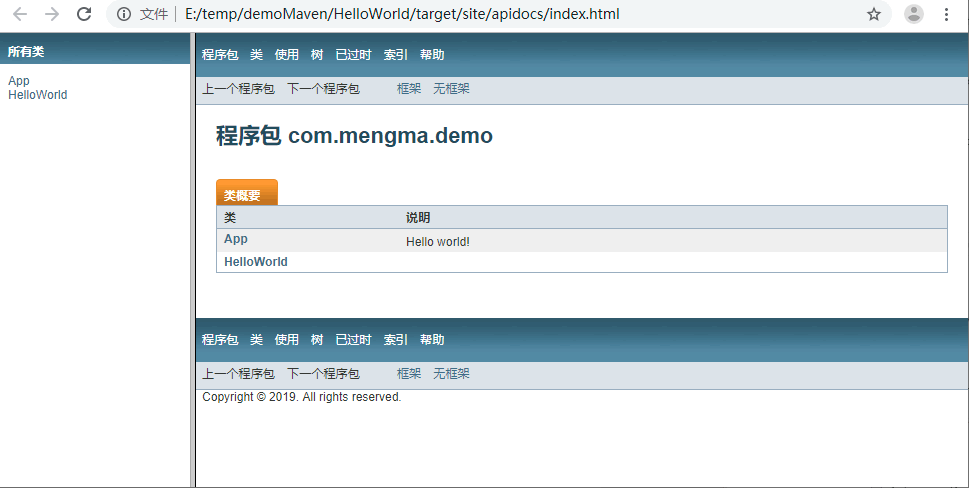 文件 E:/temp/demoMaven/HelloWorld/target/site/apidocs/index.html
所有类
App
HelloWorld
程序包 类 使用 树 已过时 索引 帮助
上一个程序包 下一个程序包 框架 无框架
程序包 com.mengma.demo
类概要
类 说明
App Hello world!
HelloWorld
程序包 类 使用 树 已过时 索引 帮助
上一个程序包 下一个程序包 框架 无框架
Copyright © 2019. All rights reserved.